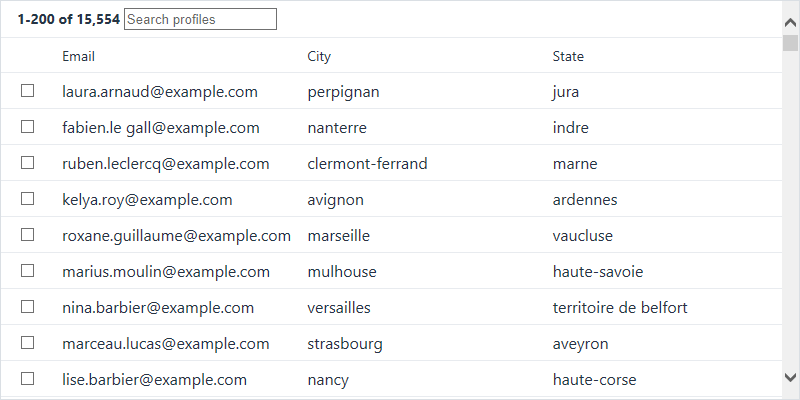 1-200 of 15,554 Search profiles
Email City State
laura.arnaud@example.com perpignan jura
fabien.le gall@example.com nanterre indre
ruben.leclercq@example.com clermont-ferrand marne
kelya.roy@example.com avignon ardennes
roxane.guillaume@example.com marseille vaucluse
marius.moulin@example.com mulhouse haute-savoie
nina.barbier@example.com versailles territoire de belfort
marceau.lucas@example.com strasbourg aveyron
lise.barbier@example.com nancy haute-corse